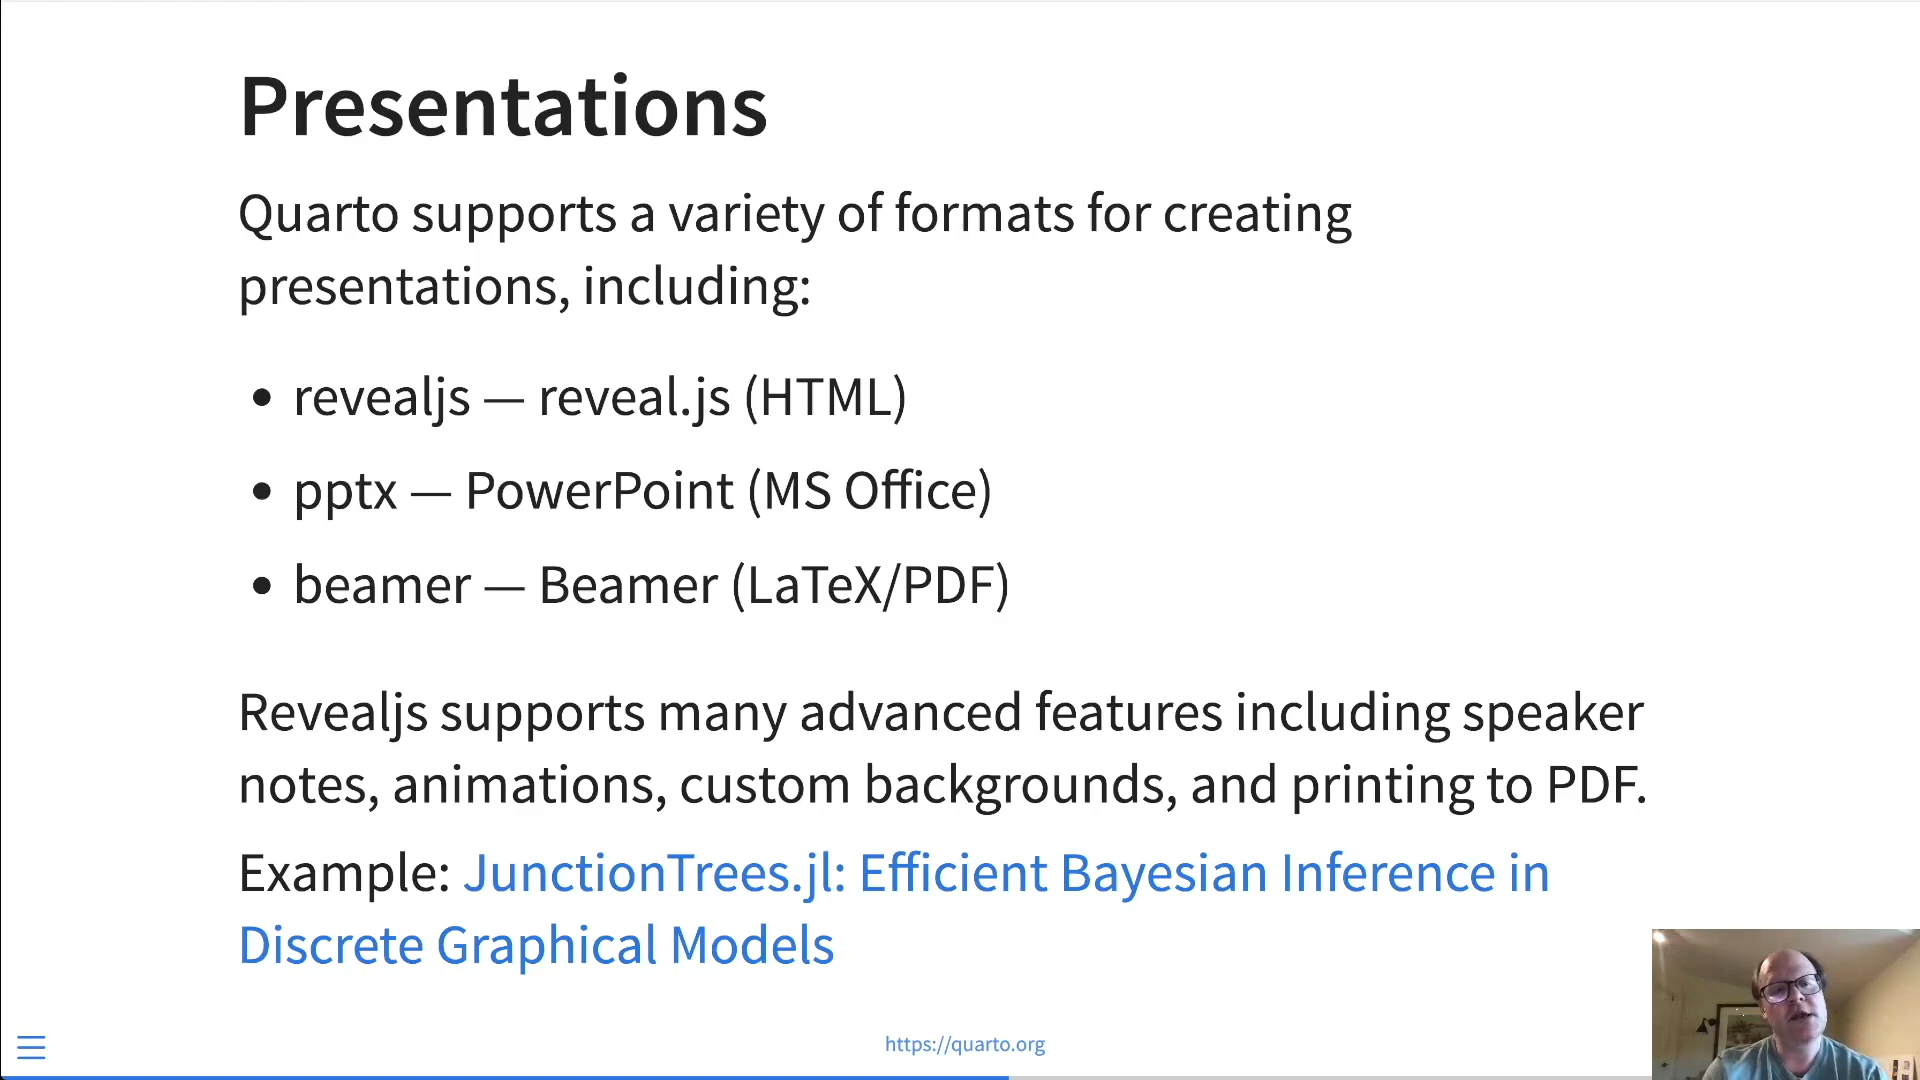 Presentations
Quarto supports a variety of formats for creating
presentations, including:
• revealjs — reveal.js (HTML)
• pptx — PowerPoint (MS Office)
• beamer — Beamer (LaTeX/PDF)
Revealjs supports many advanced features including speaker
notes, animations, custom backgrounds, and printing to PDF.
Example: JunctionTrees.jl: Efficient Bayesian Inference in
Discrete Graphical Models
https://quarto.org